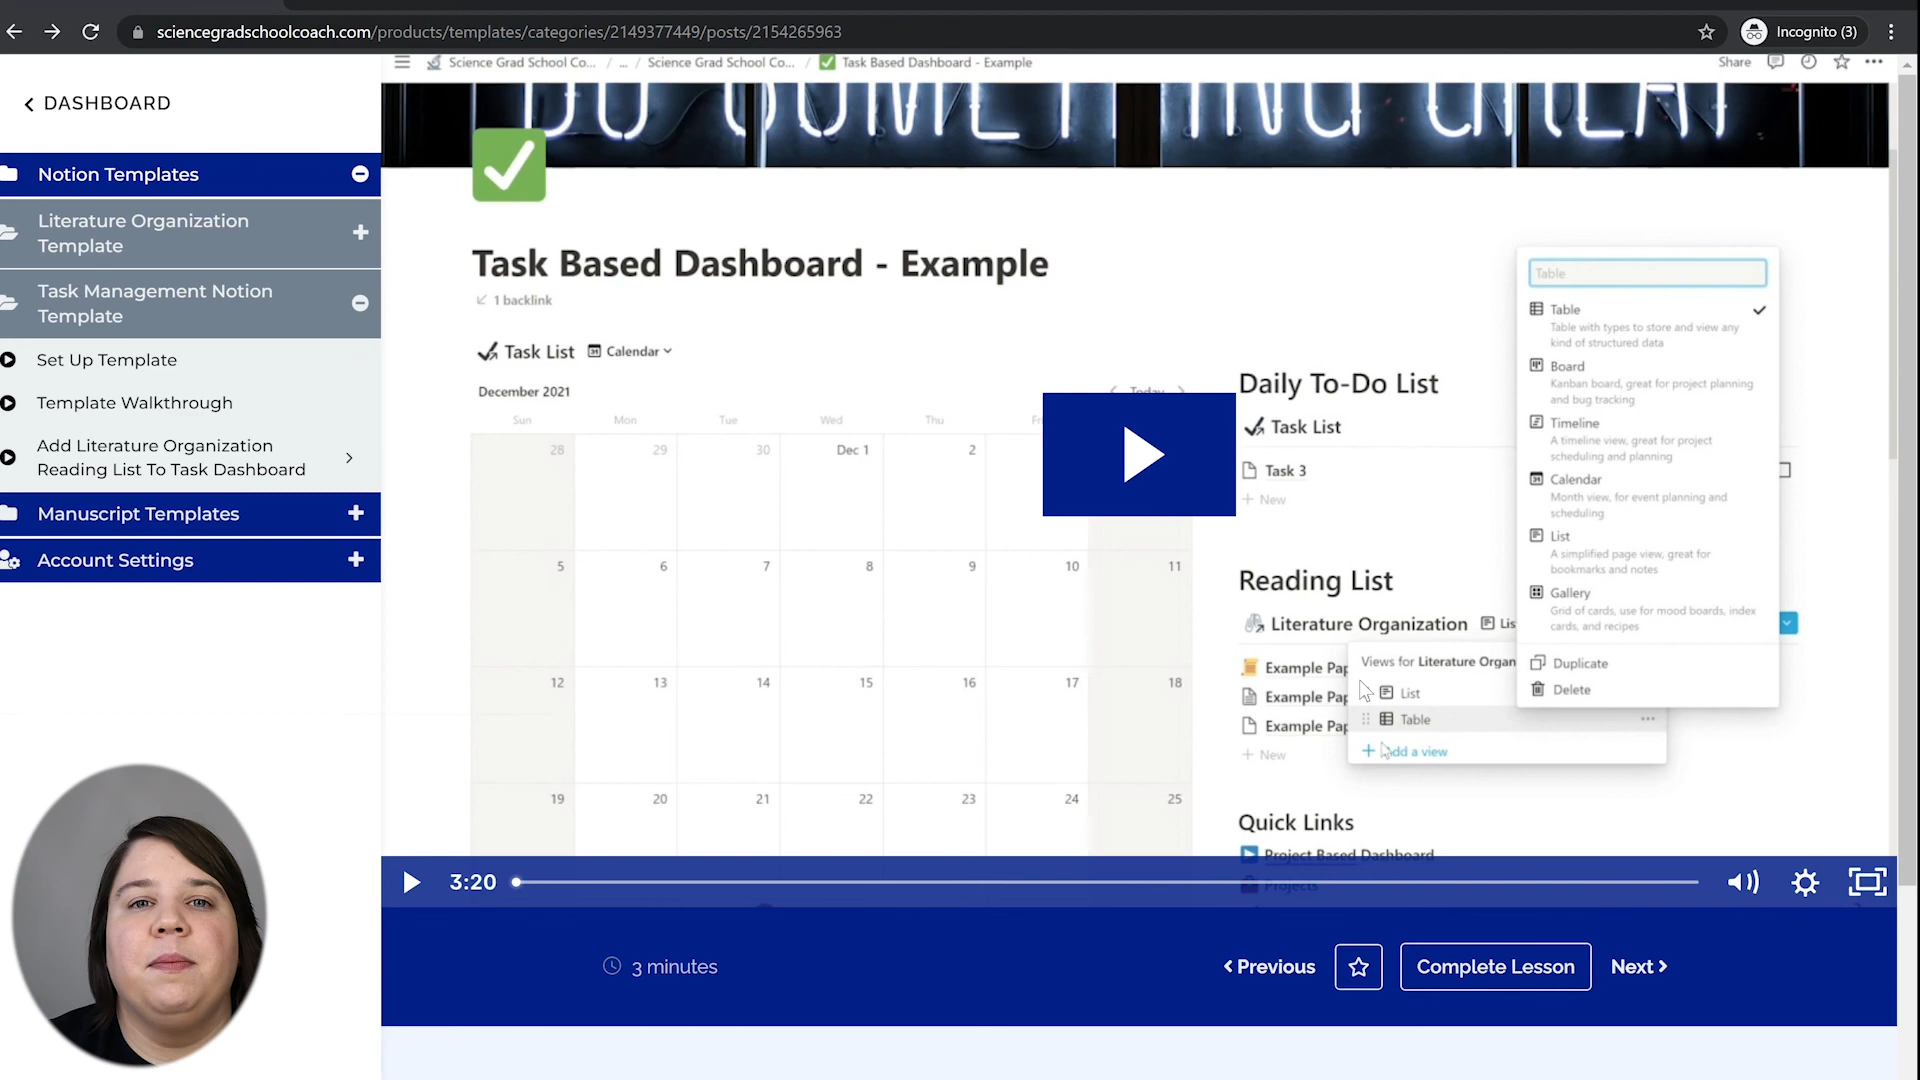 sciencegradschoolcoach.com/products/templates/categories/2149377449/posts/2154265963
Incognito (3)
DASHBOARD
Notion Templates
Literature Organization
Template
Task Management Notion
Template
Set Up Template
Template Walkthrough
Add Literature Organization
Reading List To Task Dashboard
Manuscript Templates
Account Settings
Science Grad School Co... / ... / Science Grad School Co... / Task Based Dashboard - Example
Share
DO SOMETHING GREAT
Task Based Dashboard - Example
1 backlink
Task List Calendar
December 2021
Today
Sun Mon Tue Wed Thu
28 29 30 Dec 1 2
5 6 7 8 9 10 11
12 13 14 15 16 17 18
19 20 21 22 23 24 25
Daily To-Do List
Task List
Task 3
+ New
Reading List
Literature Organization
Example Pap
Example Pap
Example Pap
+ New
Views for Literature Organ
List
Table
+ Add a view
Quick Links
Project Based Dashboard
Projects
Table
Table
Table with types to store and view any
kind of structured data
Board
Kanban board, great for project planning
and bug tracking
Timeline
A timeline view, great for project
scheduling and planning
Calendar
Month view, for event planning and
scheduling
List
A simplified page view, great for
bookmarks and notes
Gallery
Grid of cards, use for mood boards, index
cards, and recipes
Duplicate
Delete
3:20
3 minutes
Previous
Complete Lesson
Next